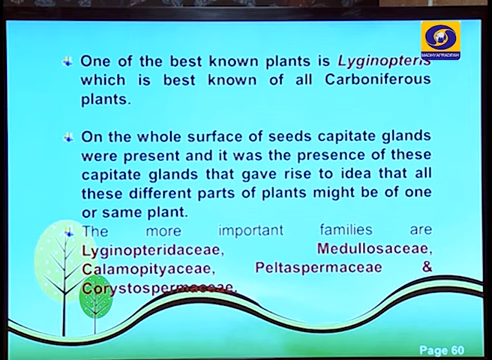 One of the best known plants is Lyginopteris
which is best known of all Carboniferous
plants.
On the whole surface of seeds capitate glands
were present and it was the presence of these
capitate glands that gave rise to idea that all
these different parts of plants might be of one
or same plant.
The more important families are
Lyginopteridaceae, Medullosaceae,
Calamopityaceae, Peltaspermaceae &
Corystospermaceae.
Page 60
MADHYA PRADESH